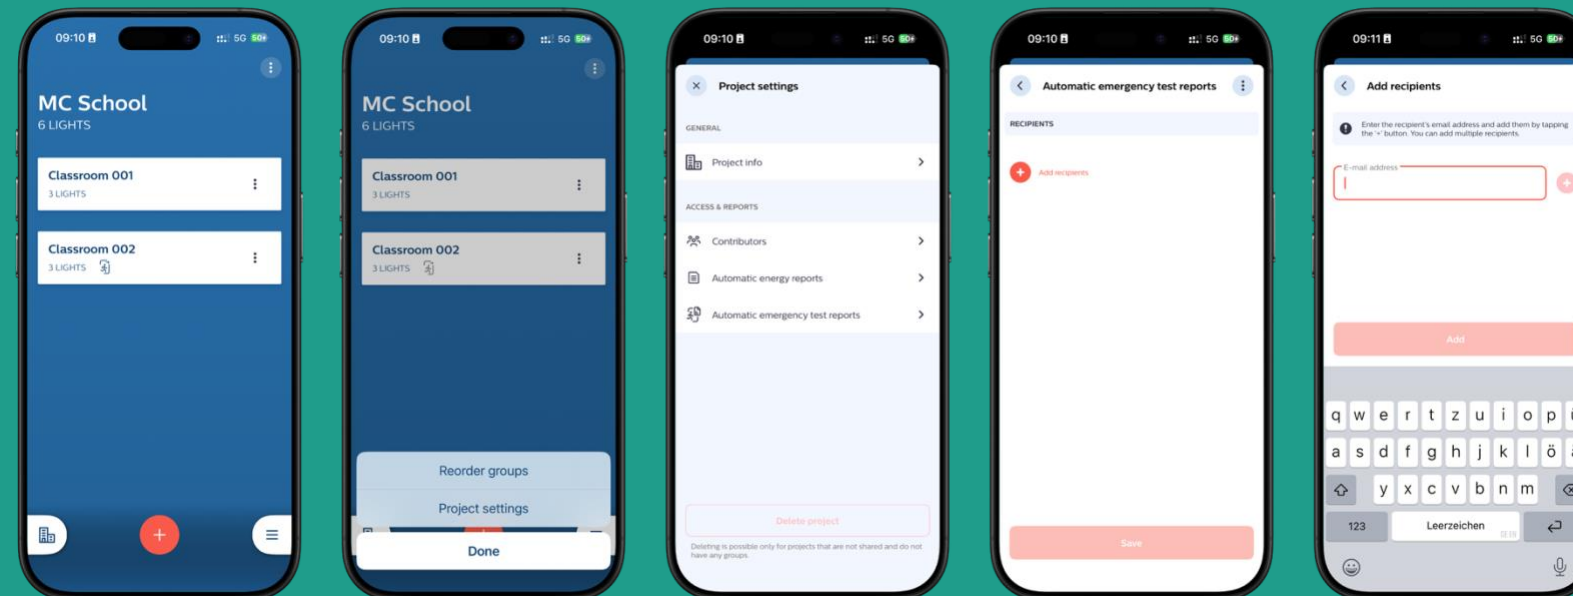 09:10
5G 50
MC School
6 LIGHTS
Classroom 001
3 LIGHTS
Classroom 002
3 LIGHTS
09:10
5G 50
MC School
6 LIGHTS
Classroom 001
3 LIGHTS
Classroom 002
3 LIGHTS
Reorder groups
Project settings
Done
09:10
5G 50
Project settings
GENERAL
Project info
ACCESS & REPORTS
Contributors
Automatic energy reports
Automatic emergency test reports
Delete project
Deleting is possible only for projects that are not shared and do not
have any groups.
09:10
5G 50
Automatic emergency test reports
RECIPIENTS
Add recipients
Save
09:11
5G 50
Add recipients
Enter the recipient's email address and add them by tapping
the '+' button. You can add multiple recipients.
E-mail address
Add
q w e r t z u i o p ü
a s d f g h j k l ö ä
y x c v b n m
123 Leerzeichen